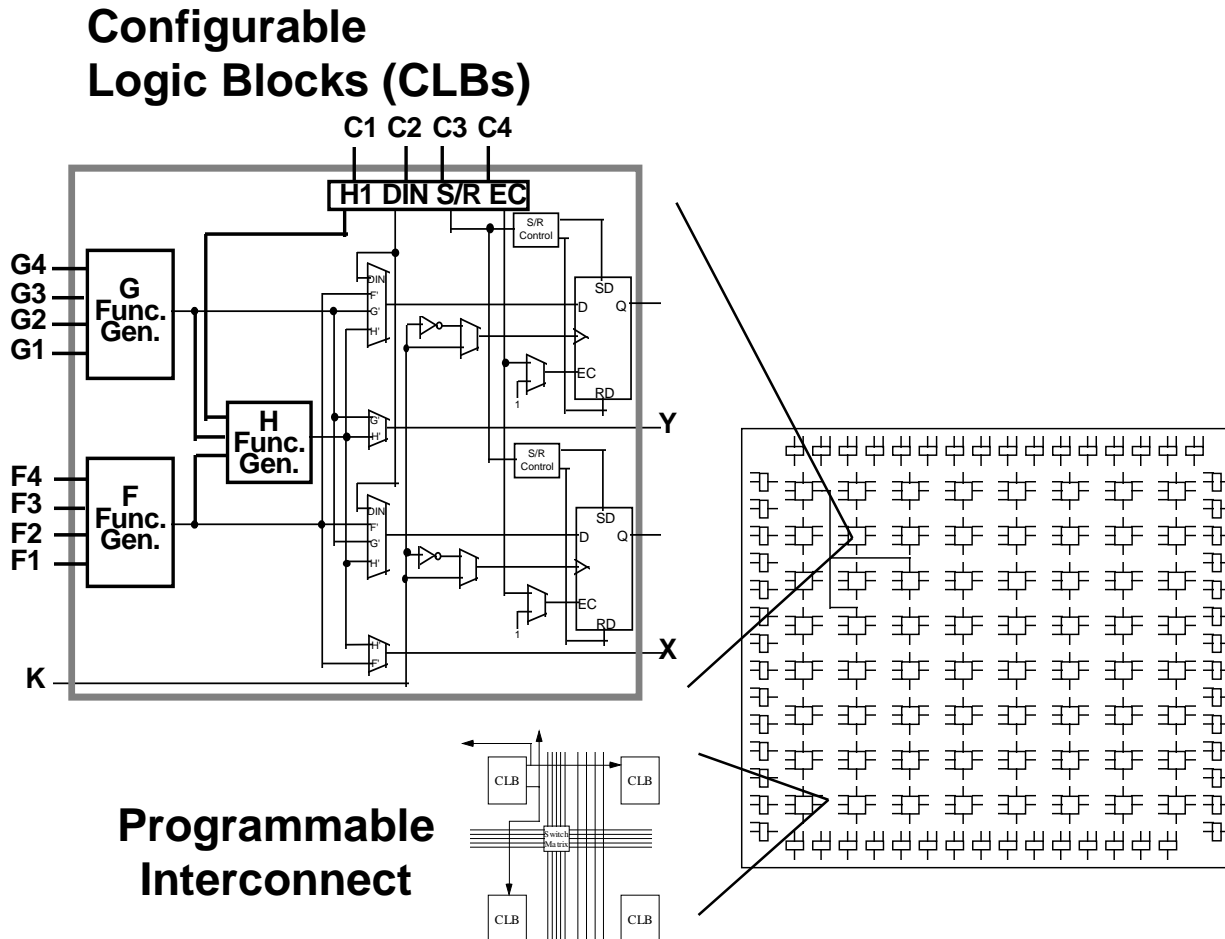 Configurable
Logic Blocks (CLBs)
C1 C2 C3 C4
H1 DIN S/R EC
S/R
Control
G4
G3
G2
G1
G
Func.
Gen.
DIN
F'
G'
H'
SD
D
Q
EC
RD
1
H
Func.
Gen.
G'
H'
Y
S/R
Control
F4
F3
F2
F1
F
Func.
Gen.
DIN
F'
G'
H'
SD
D
Q
EC
RD
1
H'
F'
X
K
Programmable
Interconnect
CLB
CLB
Switch
Matrix
CLB
CLB